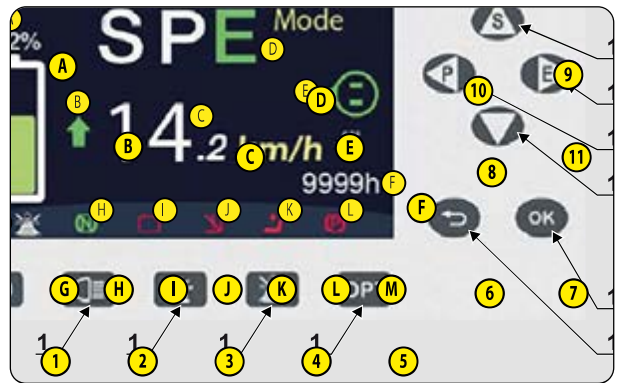 SPE Mode
2% A S
D
B E D P 10 E 9
14.2 km/h C
B C E
9999h F 8 11
H I J K L F OK
G H I J K L OPT M 6 7
1 1 1 1
1 2 3 4 5